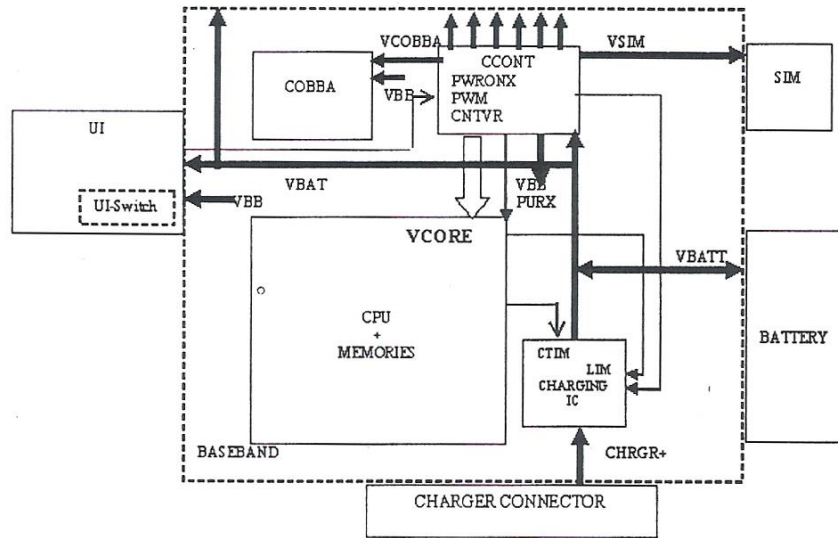 VCOBBA
CCONT
PWRONX
PWM
CNTVR
VSIM
SIM
COBBA
VBB
UI
UI-Switch
VBAT
VBB
VBB
PURX
VCORE
CPU
+
MEMORIES
VBATT
BATTERY
CTIM
LIM
CHARGING
IC
BASEBAND
CHRGR+
CHARGER CONNECTOR